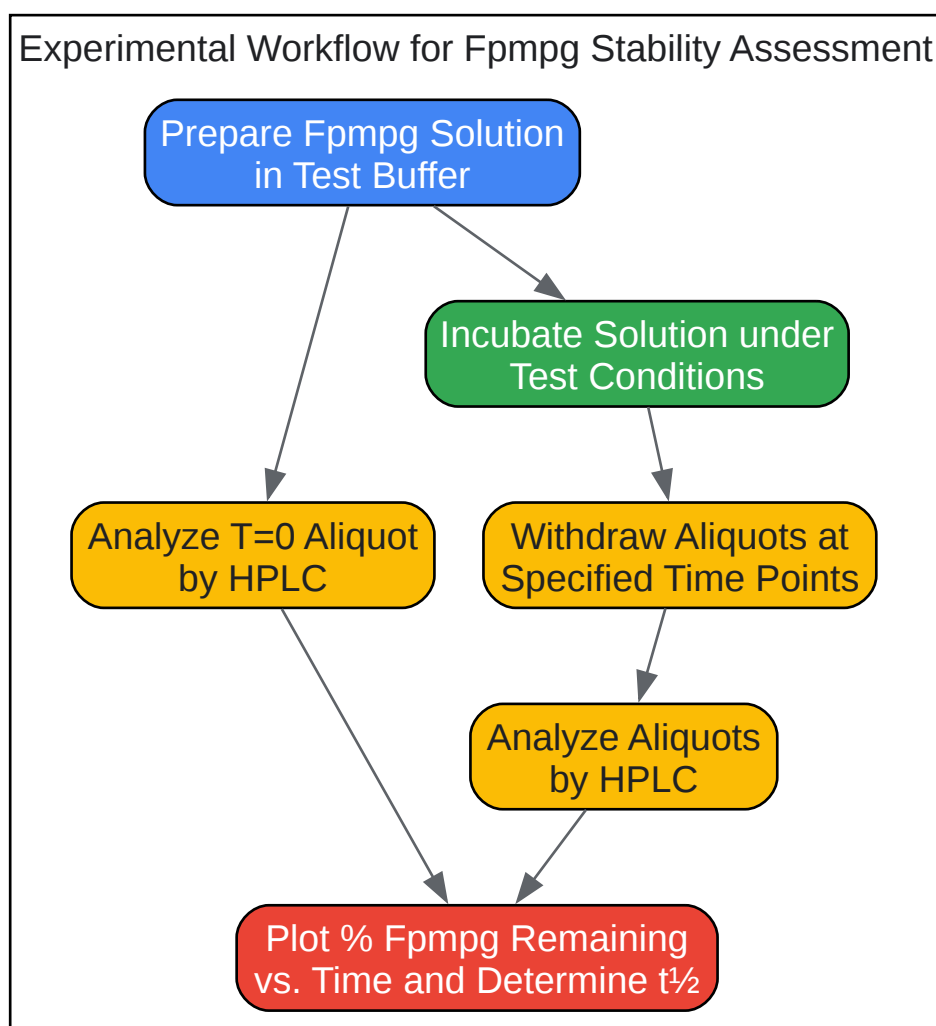 Experimental Workflow for Fpmpg Stability Assessment
Prepare Fpmpg Solution
in Test Buffer
Incubate Solution under
Test Conditions
Analyze T=0 Aliquot
by HPLC
Withdraw Aliquots at
Specified Time Points
Analyze Aliquots
by HPLC
Plot % Fpmpg Remaining
vs. Time and Determine t½